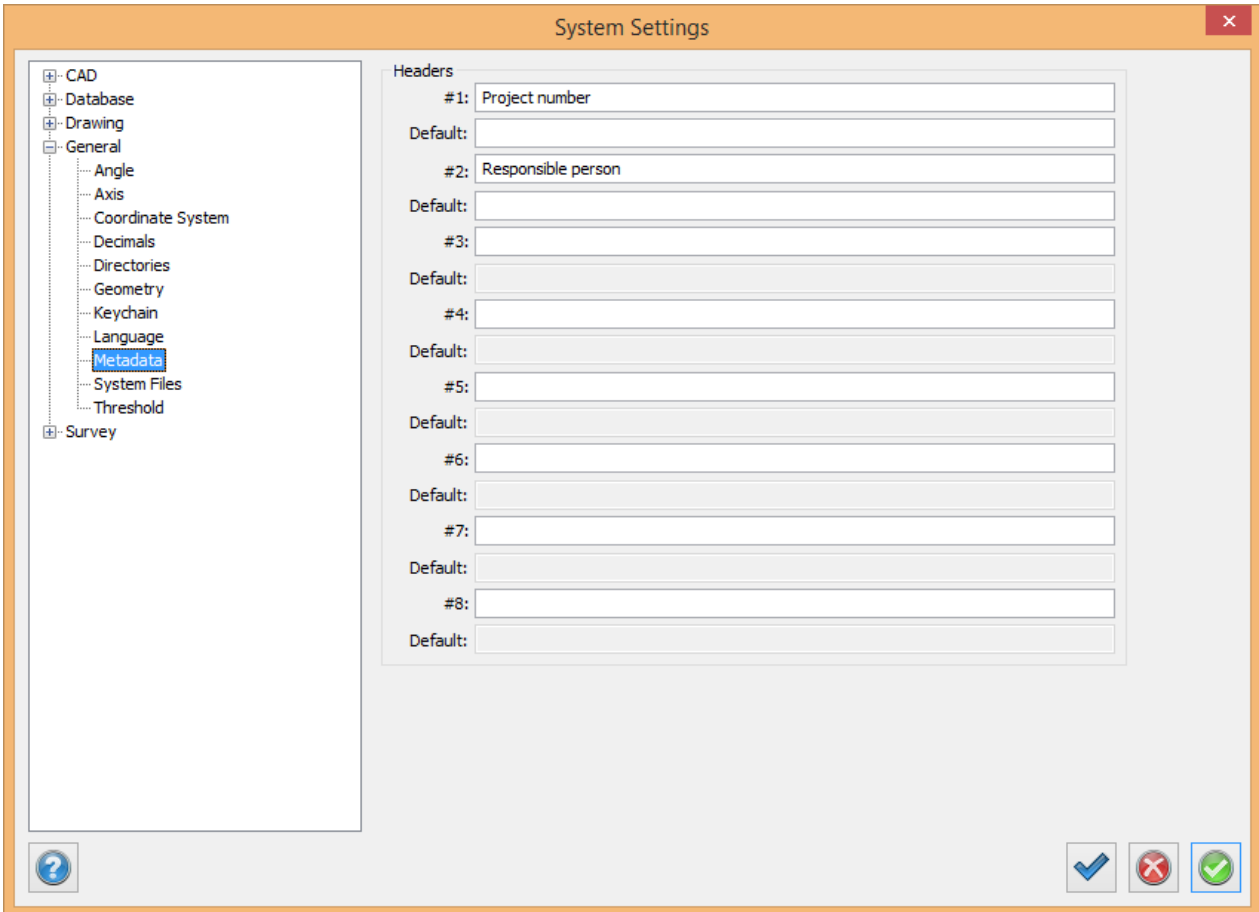 System Settings
CAD
Database
Drawing
General
Angle
Axis
Coordinate System
Decimals
Directories
Geometry
Keychain
Language
Metadata
System Files
Threshold
Survey
Headers
#1: Project number
Default:
#2: Responsible person
Default:
#3:
Default:
#4:
Default:
#5:
Default:
#6:
Default:
#7:
Default:
#8:
Default: